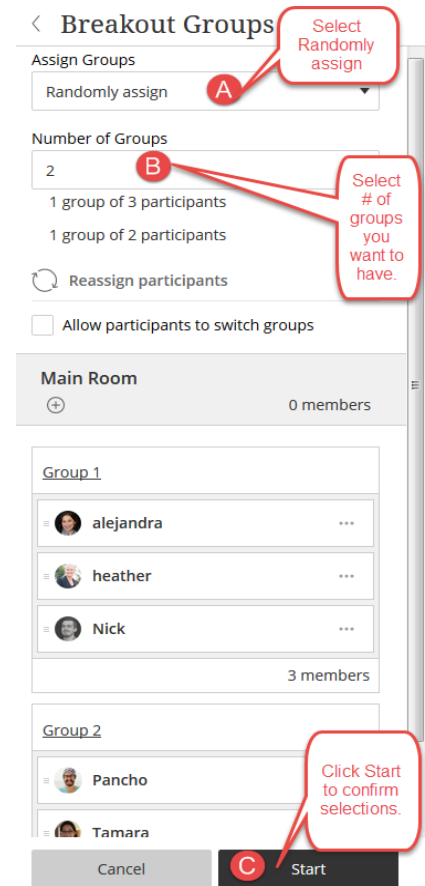 Breakout Groups
Select
Randomly
assign
Assign Groups
Randomly assign
A
Number of Groups
B
2
Select
# of
groups
you
want to
have.
1 group of 3 participants
1 group of 2 participants
Reassign participants
Allow participants to switch groups
Main Room
0 members
Group 1
alejandra
heather
Nick
3 members
Group 2
Pancho
Click Start
to confirm
selections.
Tamara
Cancel
C
Start